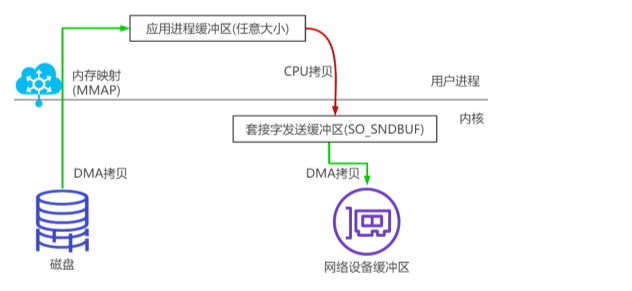 应用进程缓冲区(任意大小)
CPU拷贝
内存映射
(MMAP)
用户进程
内核
套接字发送缓冲区(SO_SNDBUF)
DMA拷贝
DMA拷贝
磁盘
网络设备缓冲区